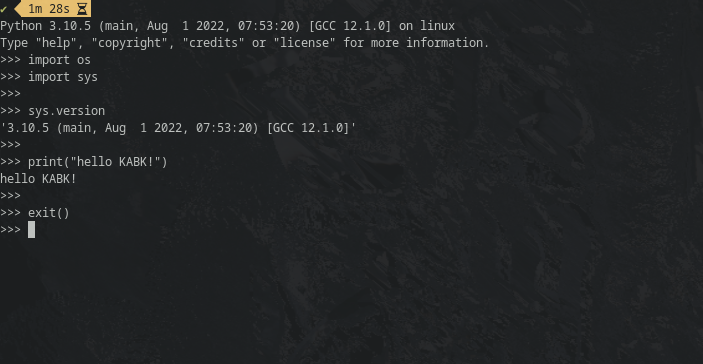 ✔ 1m 28s ⌛
Python 3.10.5 (main, Aug  1 2022, 07:53:20) [GCC 12.1.0] on linux
Type "help", "copyright", "credits" or "license" for more information.
>>> import os
>>> import sys
>>>
>>> sys.version
'3.10.5 (main, Aug  1 2022, 07:53:20) [GCC 12.1.0]'
>>>
>>> print("hello KABK!")
hello KABK!
>>>
>>> exit()
>>>